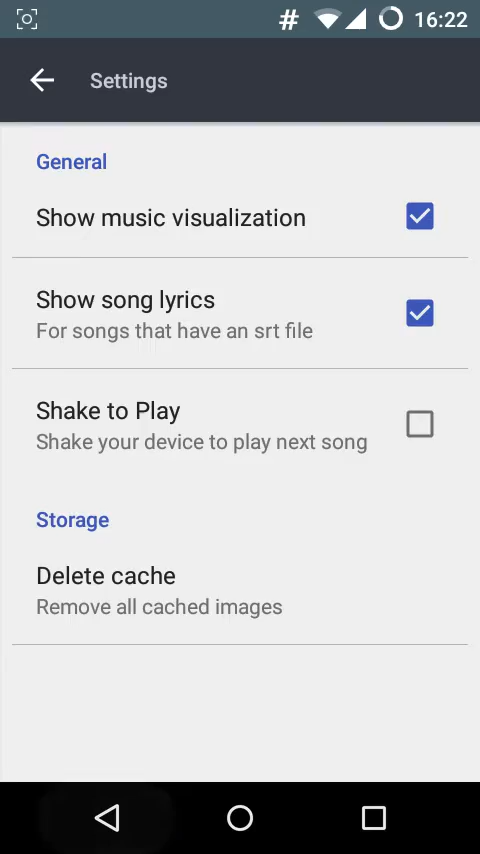 # 16:22
Settings
General
Show music visualization
Show song lyrics
For songs that have an srt file
Shake to Play
Shake your device to play next song
Storage
Delete cache
Remove all cached images